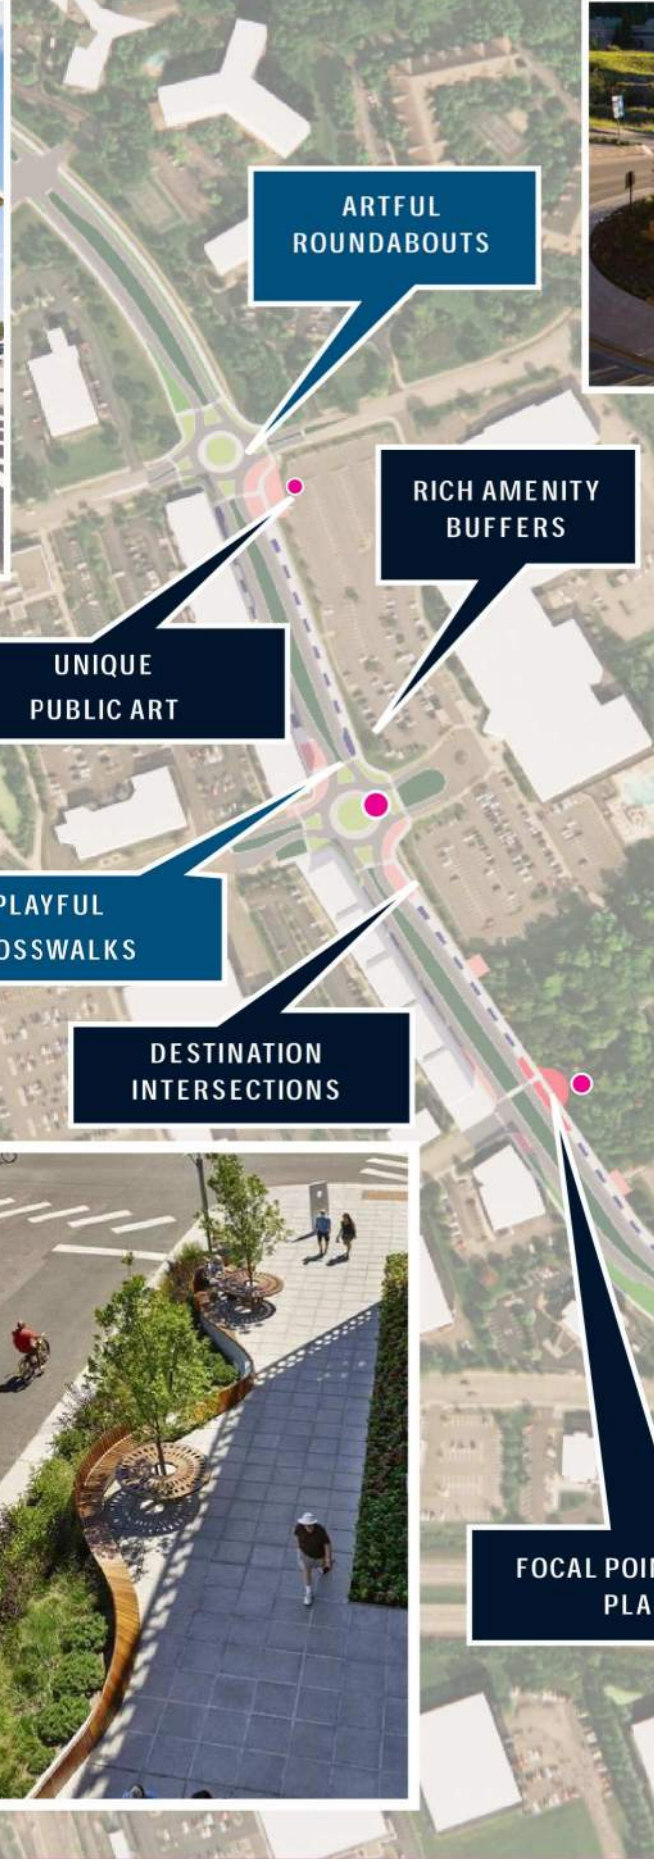 ARTFUL
ROUNDABOUTS
RICH AMENITY
BUFFERS
UNIQUE
PUBLIC ART
PLAYFUL
OSSWALKS
DESTINATION
INTERSECTIONS
FOCAL POI
PLA